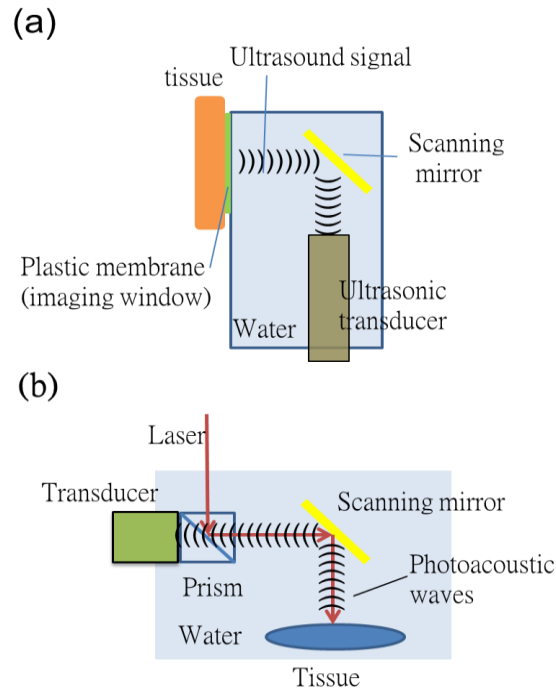 (a)
Ultrasound signal
tissue
Scanning
mirror
Plastic membrane
(imaging window)
Ultrasonic
transducer
Water
(b)
Laser
Transducer
Scanning mirror
Photoacoustic
waves
Prism
Water
Tissue